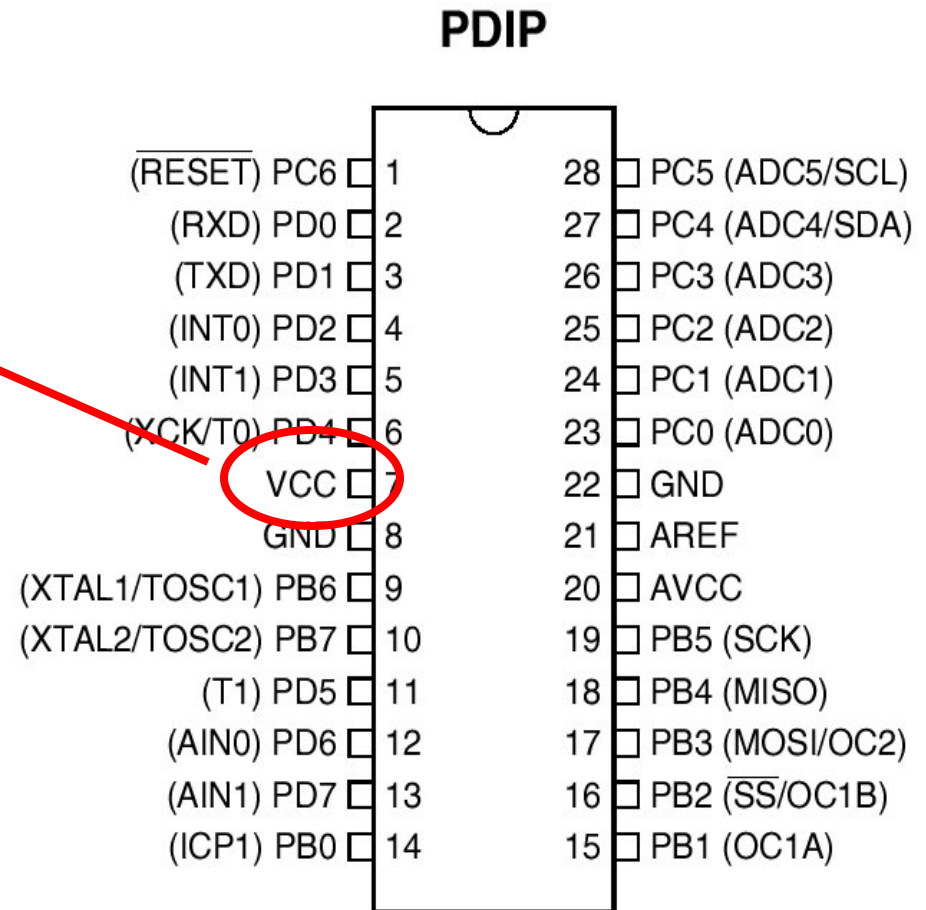 PDIP
(RESET) PC6 1 28 PC5 (ADC5/SCL)
(RXD) PD0 2 27 PC4 (ADC4/SDA)
(TXD) PD1 3 26 PC3 (ADC3)
(INT0) PD2 4 25 PC2 (ADC2)
(INT1) PD3 5 24 PC1 (ADC1)
(XCK/T0) PD4 6 23 PC0 (ADC0)
VCC 7 22 GND
GND 8 21 AREF
(XTAL1/TOSC1) PB6 9 20 AVCC
(XTAL2/TOSC2) PB7 10 19 PB5 (SCK)
(T1) PD5 11 18 PB4 (MISO)
(AIN0) PD6 12 17 PB3 (MOSI/OC2)
(AIN1) PD7 13 16 PB2 (SS/OC1B)
(ICP1) PB0 14 15 PB1 (OC1A)